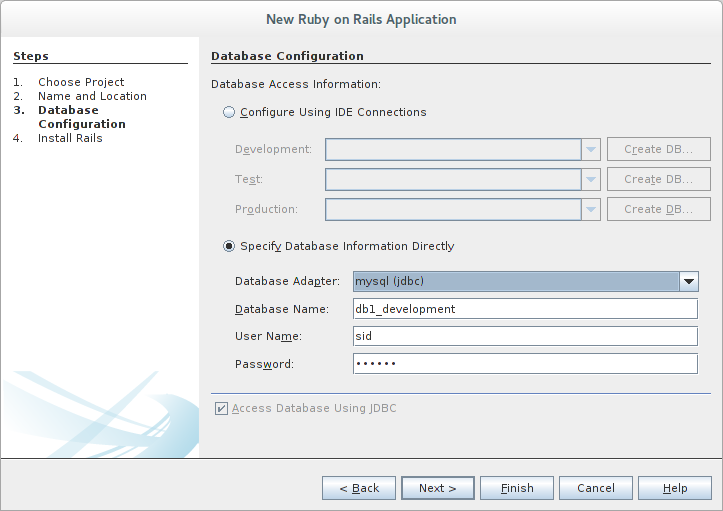 New Ruby on Rails Application
Steps
1. Choose Project
2. Name and Location
3. Database
Configuration
4. Install Rails
Database Configuration
Database Access Information:
Configure Using IDE Connections
Development:
Create DB...
Test:
Create DB...
Production:
Create DB...
Specify Database Information Directly
Database Adapter: mysql (jdbc)
Database Name: db1_development
User Name: sid
Password: ••••••
Access Database Using JDBC
< Back Next > Finish Cancel Help